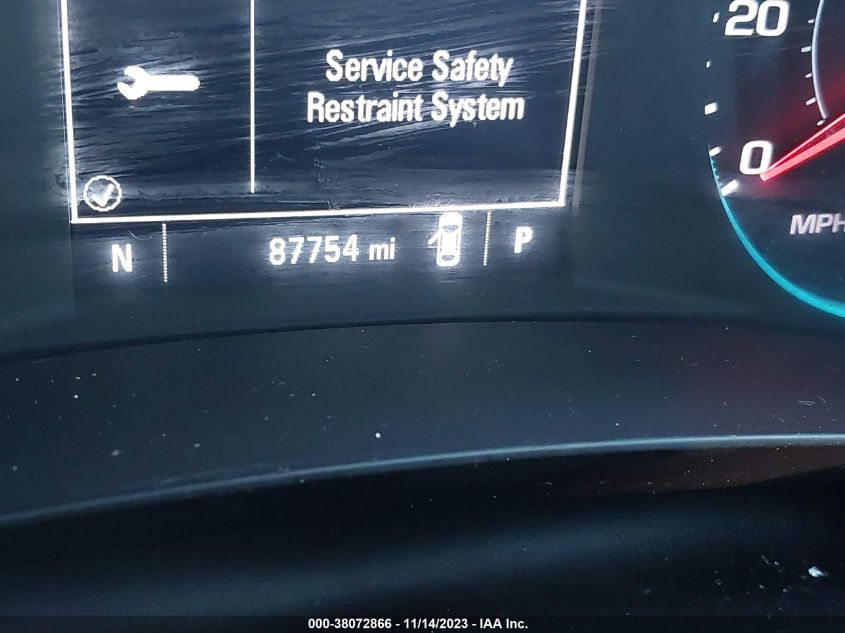 20
Service Safety
Restraint System
0
MPH
N
87754 mi
P
000-38072866 - 11/14/2023 - IAA Inc.